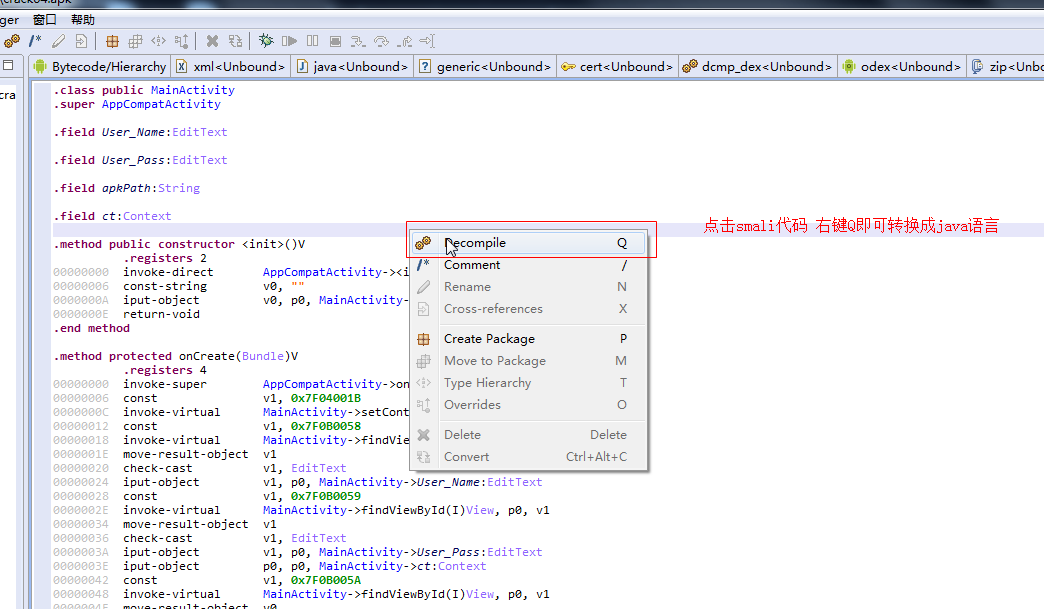 \crack04.apk
ger 窗口 帮助
Bytecode/Hierarchy xml<Unbound> java<Unbound> generic<Unbound> cert<Unbound> dcmp_dex<Unbound> odex<Unbound> zip<Unbo
cra
.class public MainActivity
.super AppCompatActivity
.field User_Name:EditText
.field User_Pass:EditText
.field apkPath:String
.field ct:Context
点击smali代码 右键Q即可转换成java语言
.method public constructor <init>()V
.registers 2
00000000 invoke-direct AppCompatActivity-><i
00000006 const-string v0, ""
0000000A iput-object v0, p0, MainActivity-
0000000E return-void
.end method
.method protected onCreate(Bundle)V
.registers 4
00000000 invoke-super AppCompatActivity->on
00000006 const v1, 0x7F04001B
0000000C invoke-virtual MainActivity->setCont
00000012 const v1, 0x7F0B0058
00000018 invoke-virtual MainActivity->findVie
0000001E move-result-object v1
00000020 check-cast v1, EditText
00000024 iput-object v1, p0, MainActivity->User_Name:EditText
00000028 const v1, 0x7F0B0059
0000002E invoke-virtual MainActivity->findViewById(I)View, p0, v1
00000034 move-result-object v1
00000036 check-cast v1, EditText
0000003A iput-object v1, p0, MainActivity->User_Pass:EditText
0000003E iput-object p0, p0, MainActivity->ct:Context
00000042 const v1, 0x7F0B005A
00000048 invoke-virtual MainActivity->findViewById(I)View, p0, v1
0000004E move-result-object v0
Decompile Q
Comment /
Rename N
Cross-references X
Create Package P
Move to Package M
Type Hierarchy T
Overrides O
Delete Delete
Convert Ctrl+Alt+C